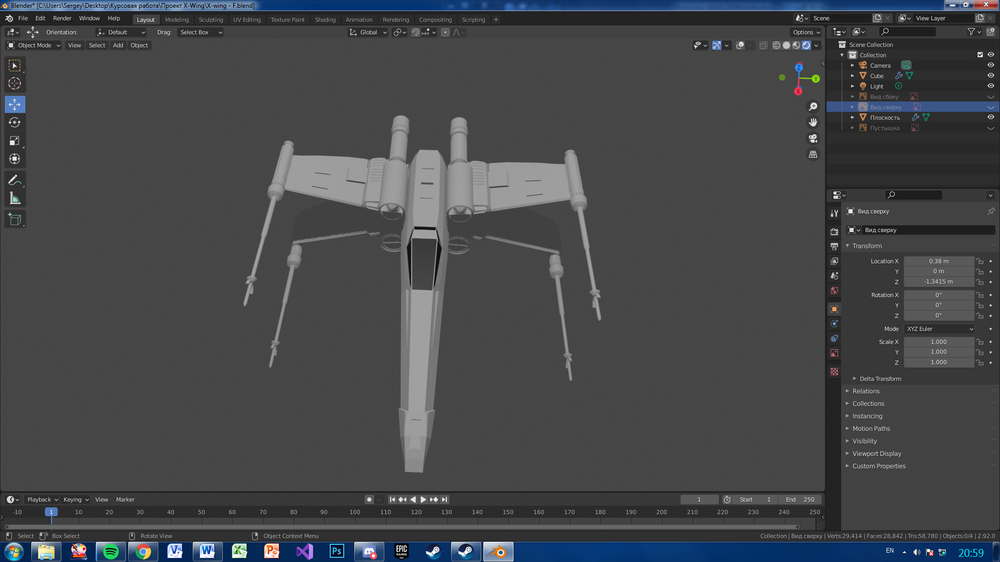 Blender* [C:\Users\Sergey\Desktop\Курсовая работа\Проект X-Wing\X-wing - F.blend]
File Edit Render Window Help Layout Modeling Sculpting UV Editing Texture Paint Shading Animation Rendering Compositing Scripting + Scene View Layer
Orientation: Default Drag: Select Box Global Options
Object Mode View Select Add Object
Z
Y
X
Scene Collection
Collection
Camera
Cube
Light
Вид сбоку
Вид сверху
Плоскость
Пустышка
Вид сверху
Вид сверху
Transform
Location X 0.38 m
Y 0 m
Z -1.3415 m
Rotation X 0°
Y 0°
Z 0°
Mode XYZ Euler
Scale X 1.000
Y 1.000
Z 1.000
Delta Transform
Relations
Collections
Instancing
Motion Paths
Visibility
Viewport Display
Custom Properties
Playback Keying View Marker 1 Start 1 End 250
-10 1 10 20 30 40 50 60 70 80 90 100 110 120 130 140 150 160 170 180 190 200 210 220 230 240 250
Select Box Select Rotate View Object Context Menu Collection | Вид сверху | Verts:29,414 | Faces:28,842 | Tris:58,780 | Objects:0/4 | 2.92.0
Ps EPIC GAMES EN 20:59